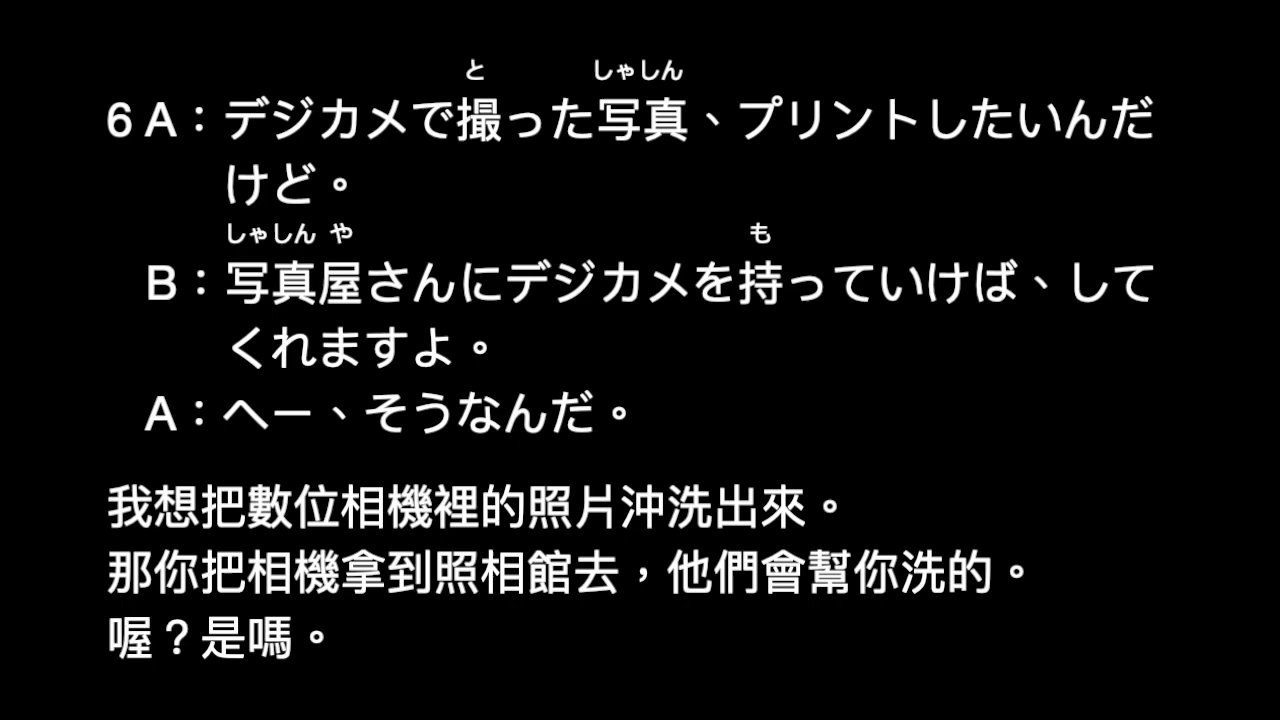 と しゃしん
6 A：デジカメで撮った写真、プリントしたいんだ
けど。
しゃしん や も
B：写真屋さんにデジカメを持っていけば、して
くれますよ。
A：へー、そうなんだ。
我想把數位相機裡的照片沖洗出來。
那你把相機拿到照相館去，他們會幫你洗的。
喔？是嗎。